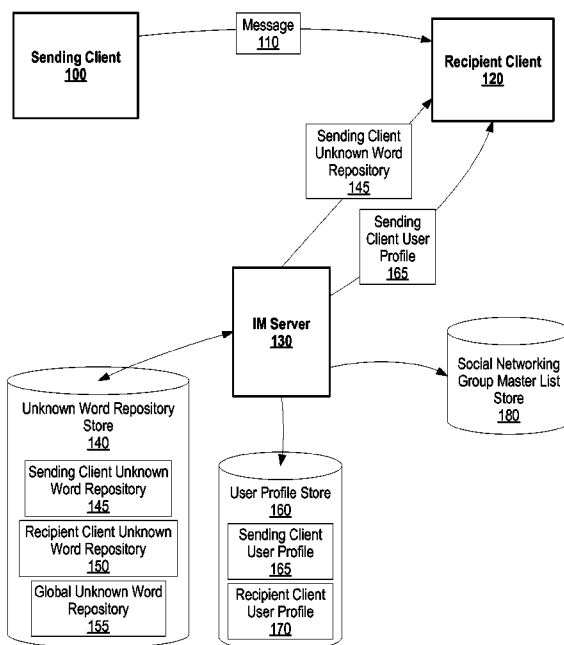 Sending Client
100
Message
110
Recipient Client
120
Sending Client
Unknown Word
Repository
145
Sending
Client User
Profile
165
IM Server
130
Social Networking
Group Master List
Store
180
Unknown Word Repository
Store
140
Sending Client Unknown
Word Repository
145
Recipient Client Unknown
Word Repository
150
Global Unknown Word
Repository
155
User Profile Store
160
Sending Client
User Profile
165
Recipient Client
User Profile
170